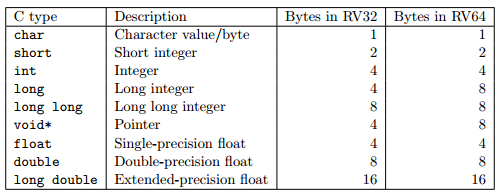 C type Description Bytes in RV32 Bytes in RV64
char Character value/byte 1 1
short Short integer 2 2
int Integer 4 4
long Long integer 4 8
long long Long long integer 8 8
void* Pointer 4 8
float Single-precision float 4 4
double Double-precision float 8 8
long double Extended-precision float 16 16